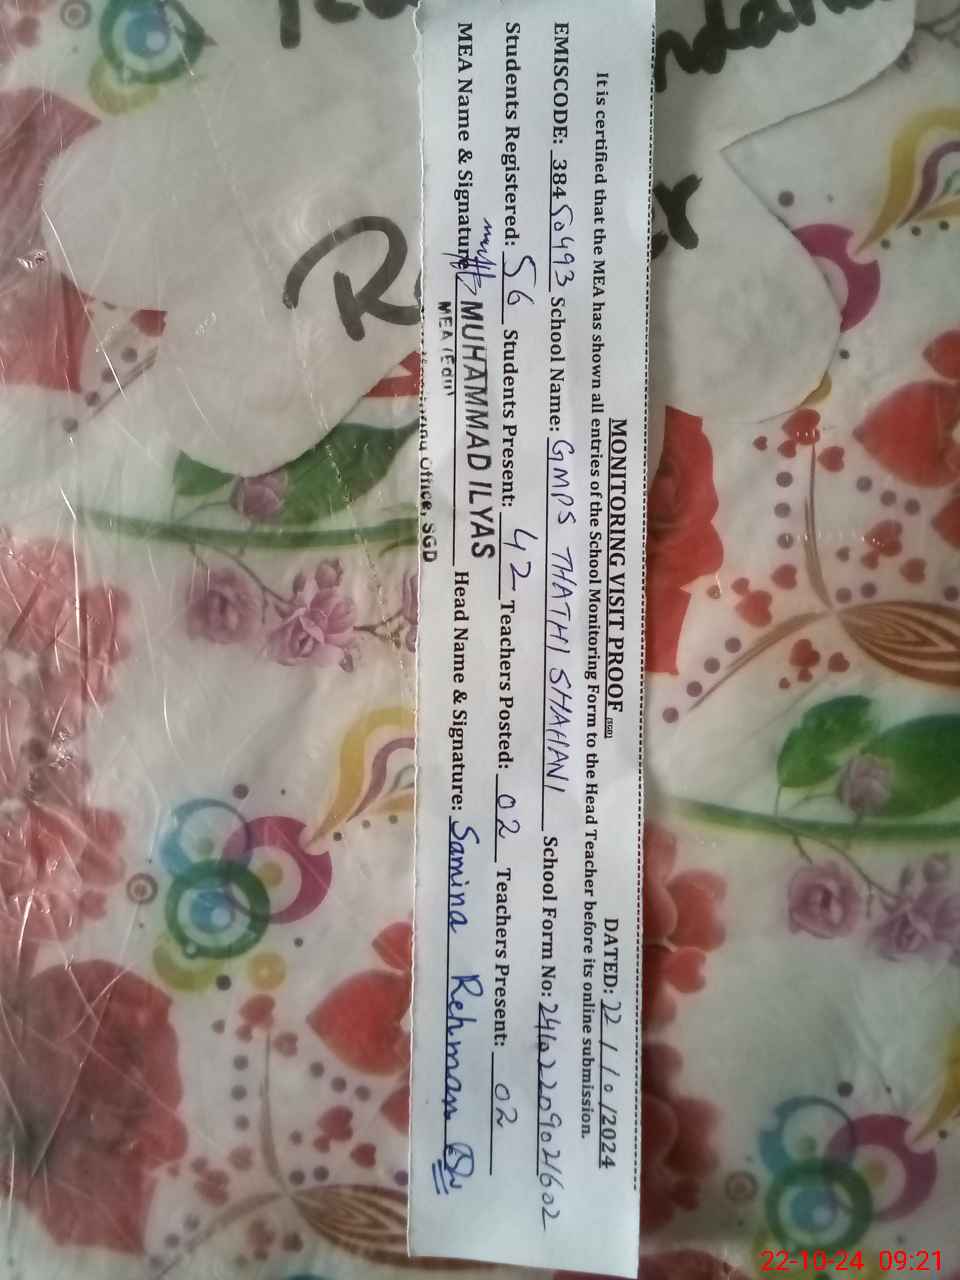 MONITORING VISIT PROOF (SGD) DATED: 22/10/2024
It is certified that the MEA has shown all entries of the School Monitoring Form to the Head Teacher before its online submission.
EMISCODE: 38450493 School Name: GMPS THATHI SHAHANI School Form No: 24102209021602
Students Registered: 56 Students Present: 42 Teachers Posted: 02 Teachers Present: 02
MEA Name & Signature MUHAMMAD ILYAS Head Name & Signature: Samina Rehman
MEA (Edu)
Office, SGD
22-10-24 09:21